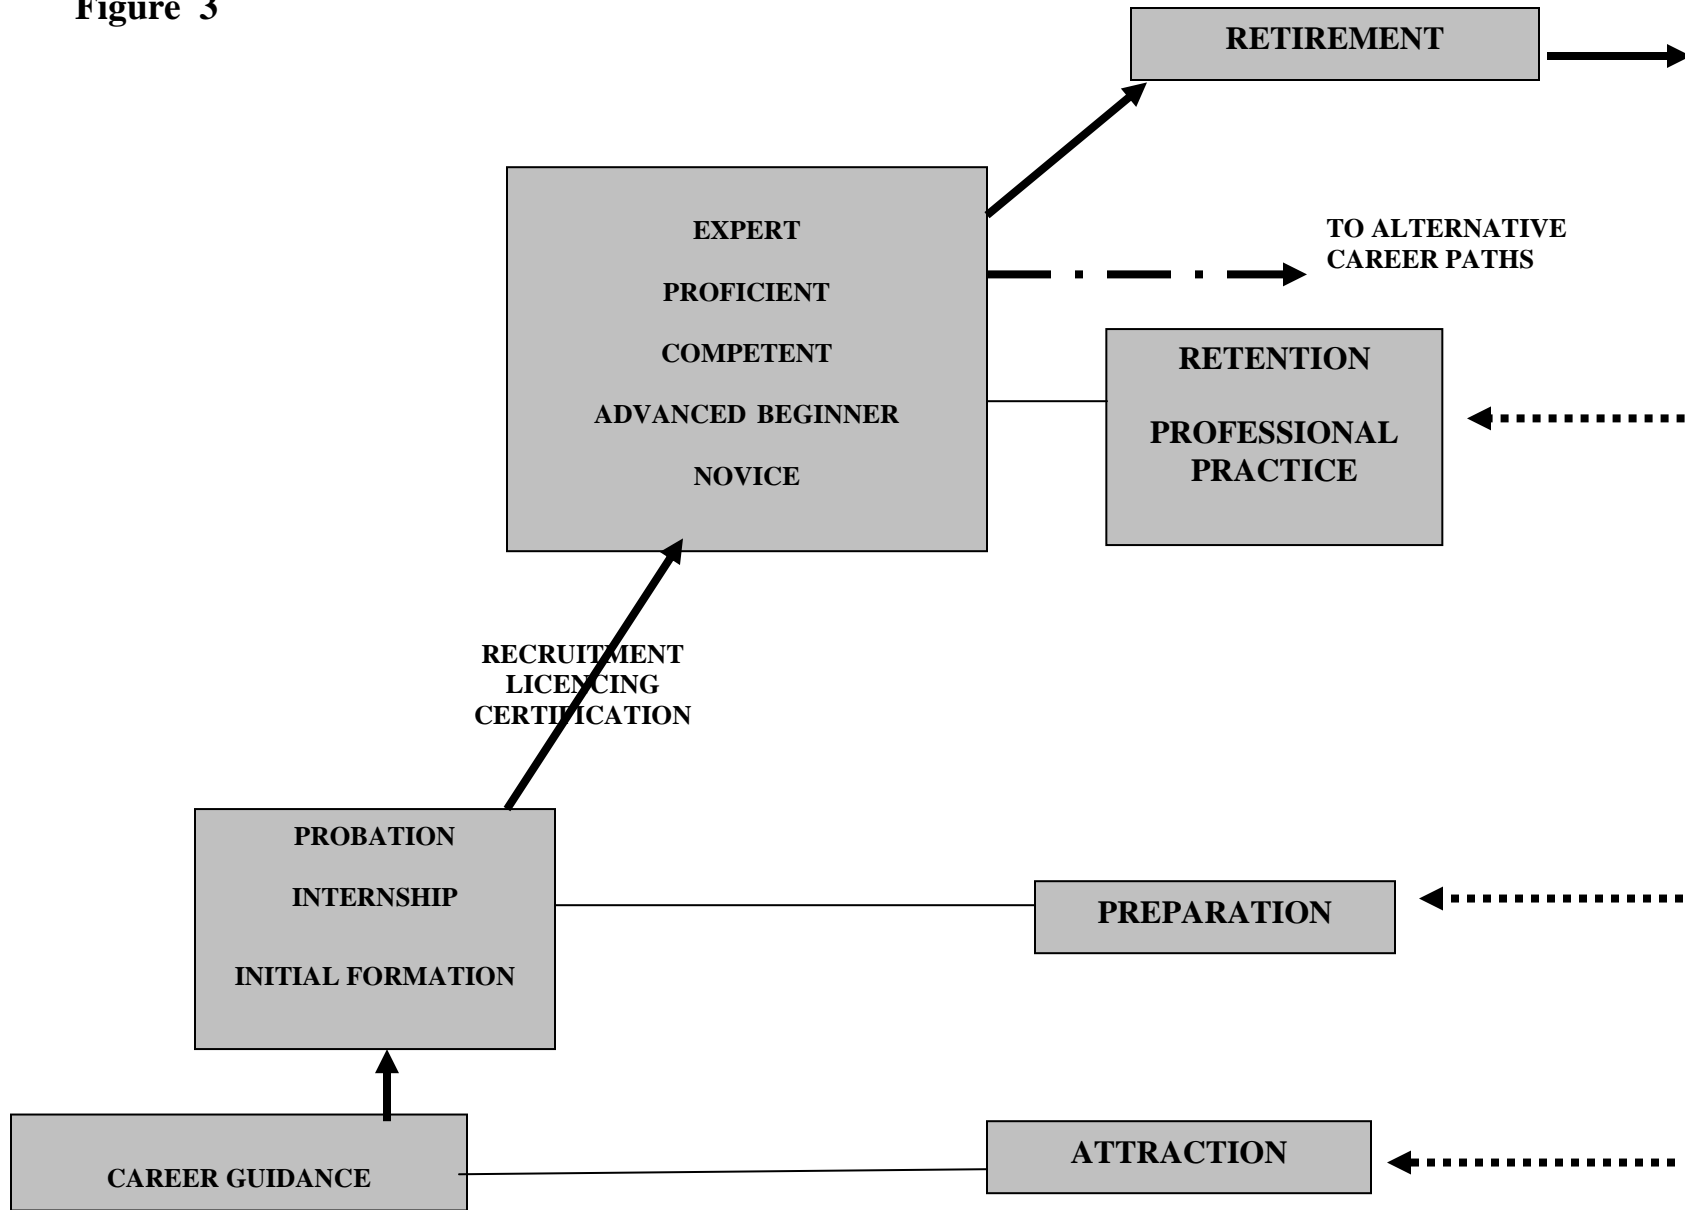 Figure 3
RETIREMENT
EXPERT
PROFICIENT
COMPETENT
ADVANCED BEGINNER
NOVICE
TO ALTERNATIVE
CAREER PATHS
RETENTION
PROFESSIONAL
PRACTICE
RECRUITMENT
LICENCING
CERTIFICATION
PROBATION
INTERNSHIP
INITIAL FORMATION
PREPARATION
CAREER GUIDANCE
ATTRACTION